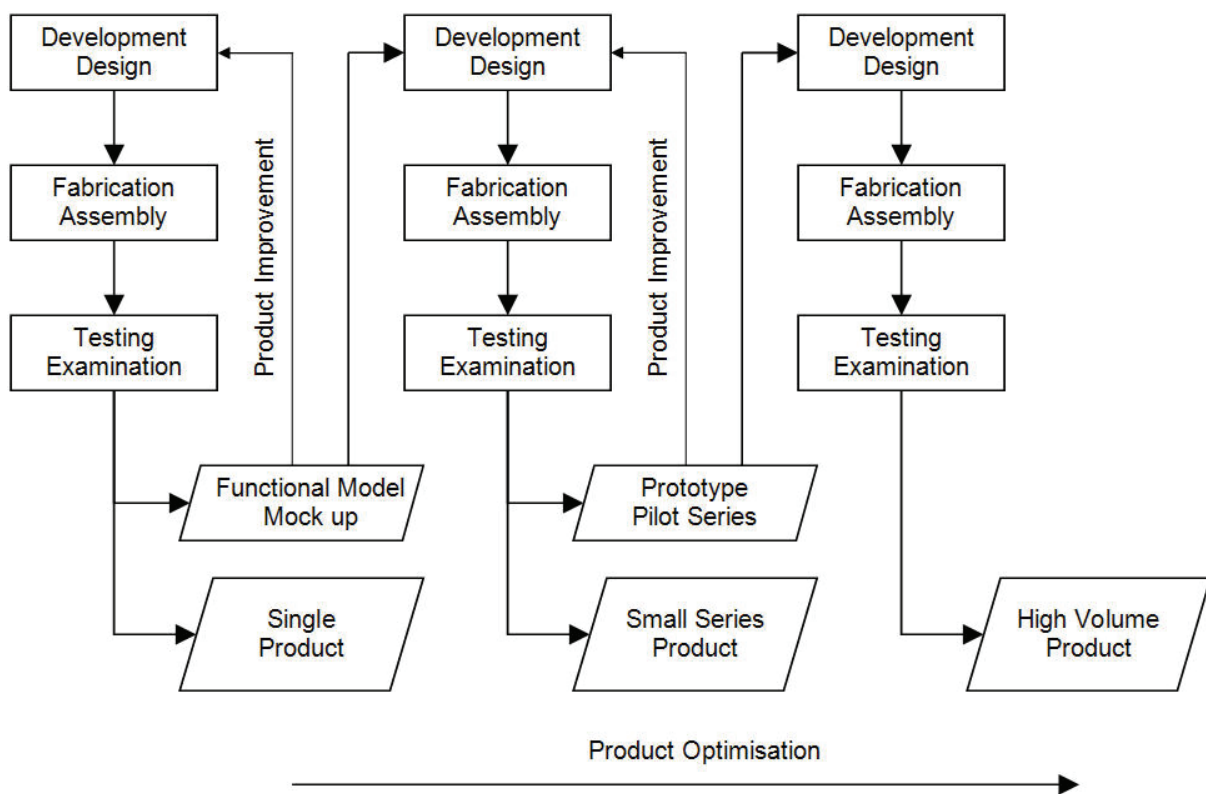 Development
Design
Development
Design
Development
Design
Fabrication
Assembly
Product Improvement
Fabrication
Assembly
Product Improvement
Fabrication
Assembly
Testing
Examination
Testing
Examination
Testing
Examination
Functional Model
Mock up
Prototype
Pilot Series
Single
Product
Small Series
Product
High Volume
Product
Product Optimisation